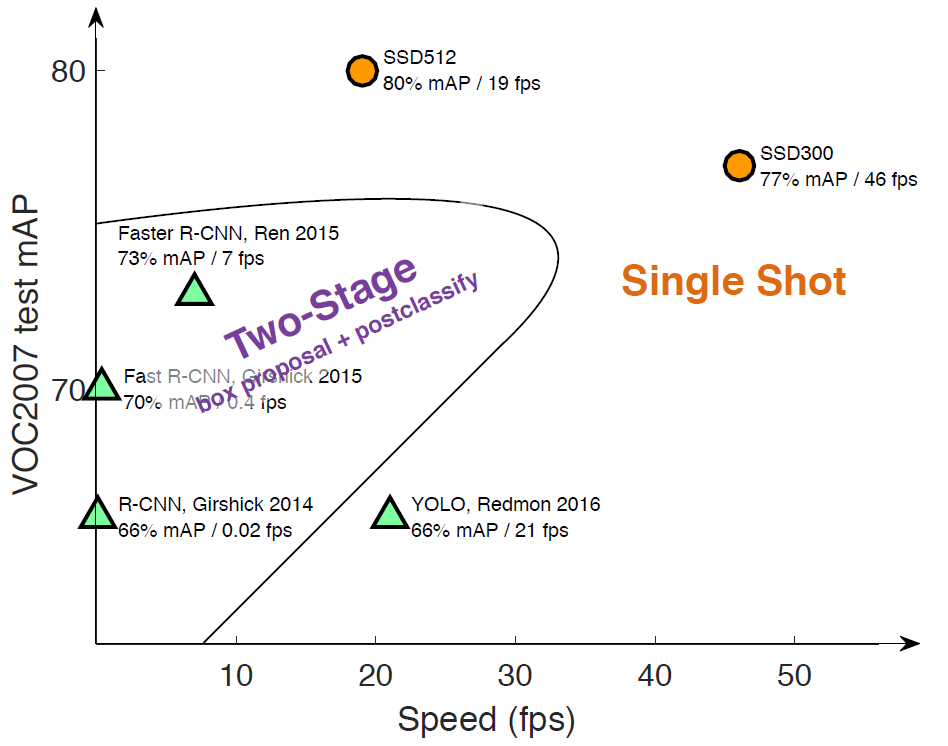 VOC2007 test mAP
80
70
SSD512
80% mAP / 19 fps
SSD300
77% mAP / 46 fps
Faster R-CNN, Ren 2015
73% mAP / 7 fps
Two-Stage
box proposal + postclassify
Single Shot
Fast R-CNN, Girshick 2015
70% mAP / 0.4 fps
R-CNN, Girshick 2014
66% mAP / 0.02 fps
YOLO, Redmon 2016
66% mAP / 21 fps
10 20 30 40 50
Speed (fps)